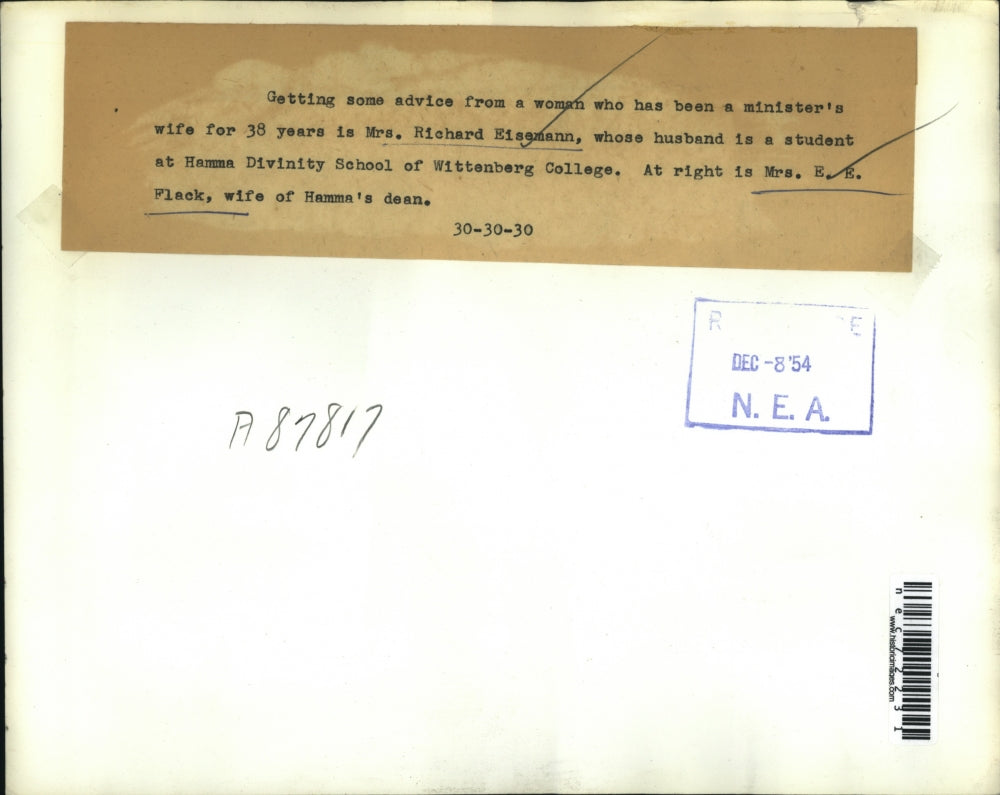 Getting some advice from a woman who has been a minister's
wife for 38 years is Mrs. Richard Eisemann, whose husband is a student
at Hamma Divinity School of Wittenberg College. At right is Mrs. E. E.
Flack, wife of Hamma's dean.
30-30-30
R E
DEC -8 '54
N. E. A.
A87817
nec72231
www.historicimages.com